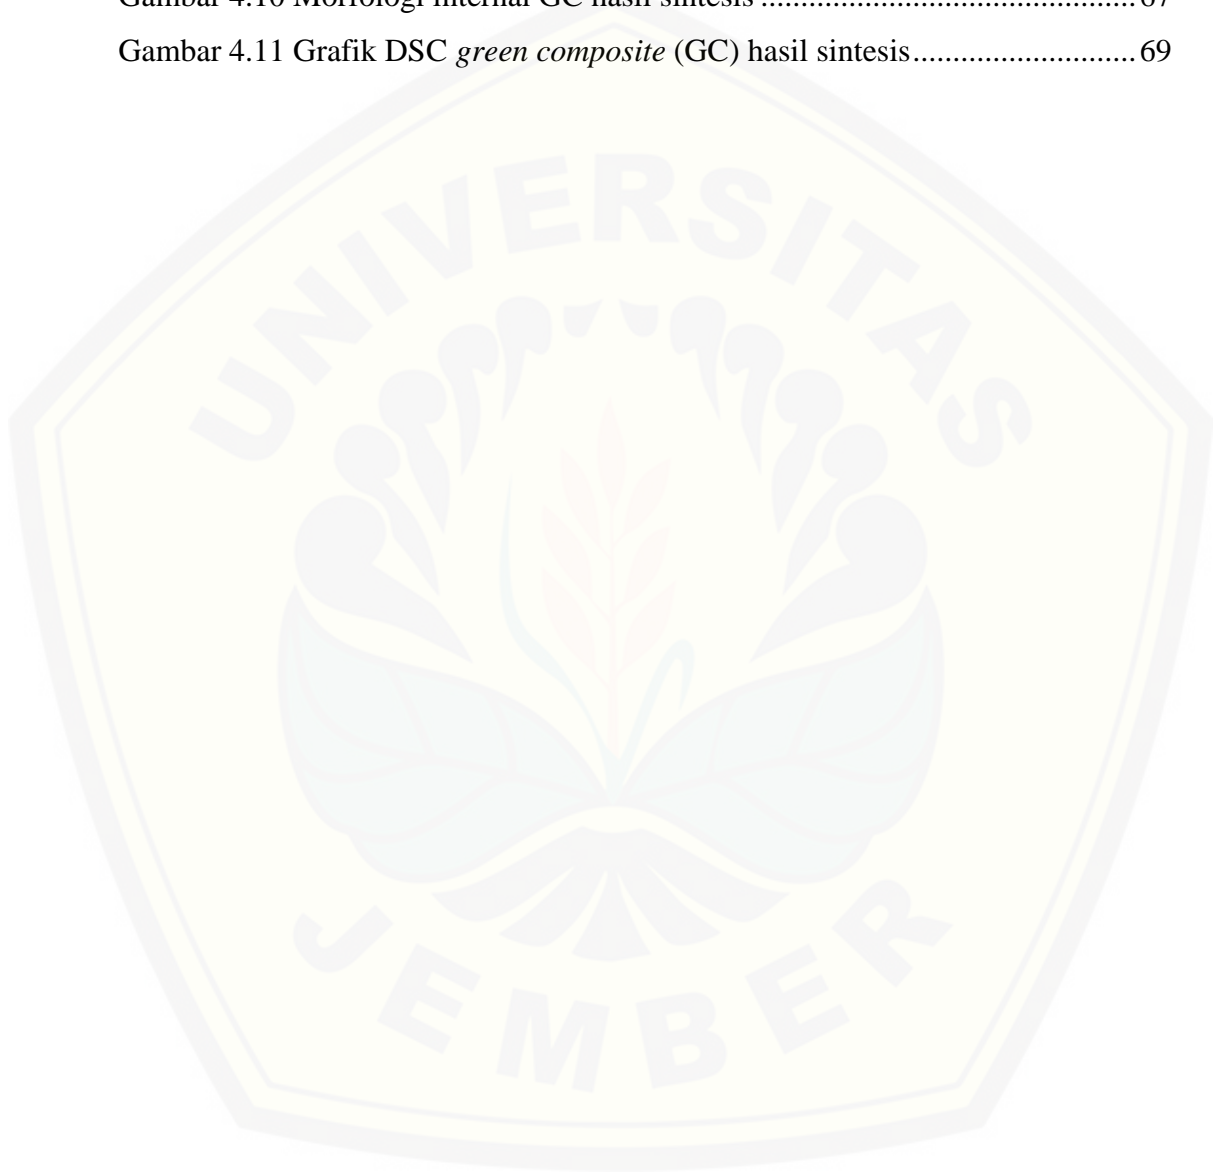 Gambar 4.10 Morfologi internal GC hasil sintesis ............................................... 67
Gambar 4.11 Grafik DSC green composite (GC) hasil sintesis............................ 69
UNIVERSITAS
JEMBER